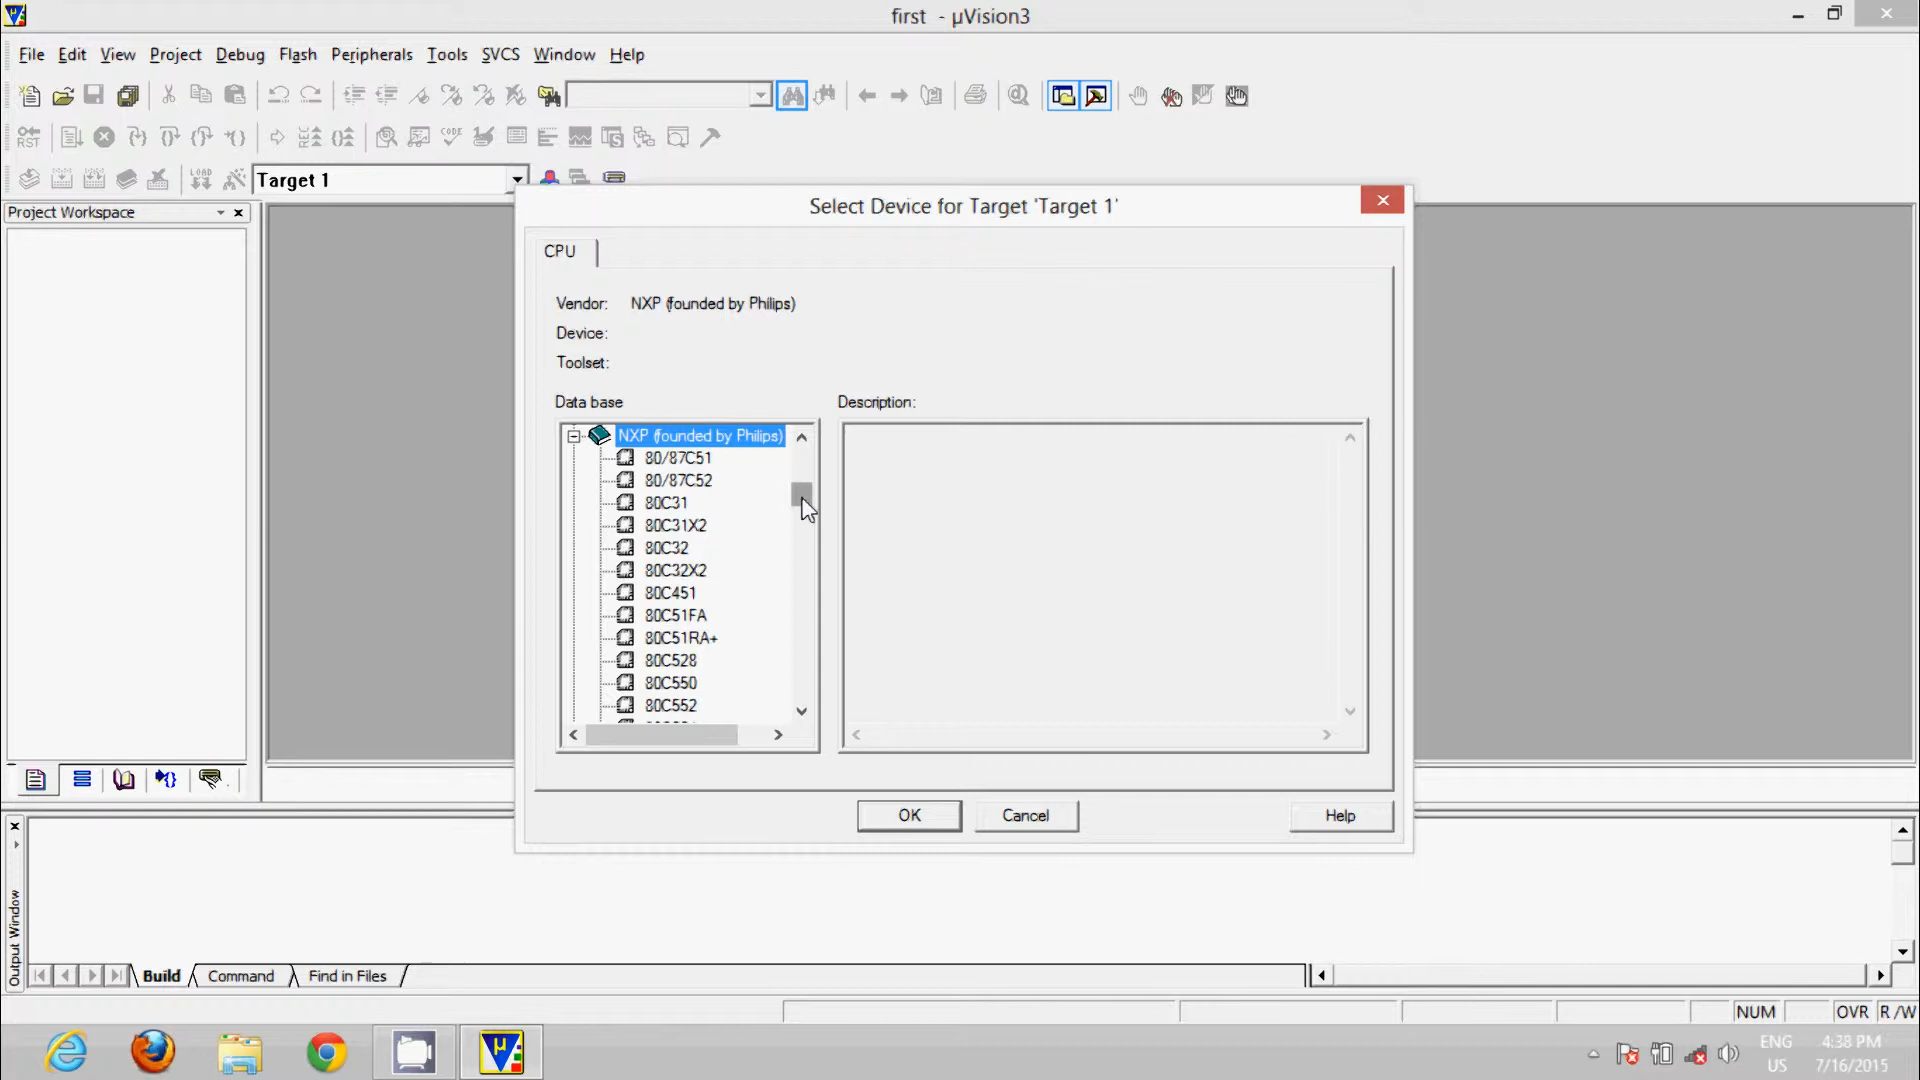 first - µVision3
File Edit View Project Debug Flash Peripherals Tools SVCS Window Help
RST CODE
LOAD Target 1
Project Workspace
Select Device for Target 'Target 1'
CPU
Vendor: NXP (founded by Philips)
Device:
Toolset:
Data base Description:
NXP (founded by Philips)
80/87C51
80/87C52
80C31
80C31X2
80C32
80C32X2
80C451
80C51FA
80C51RA+
80C528
80C550
80C552
OK Cancel Help
Output Window
Build Command Find in Files
NUM OVR R/W
ENG 4:38 PM
US 7/16/2015